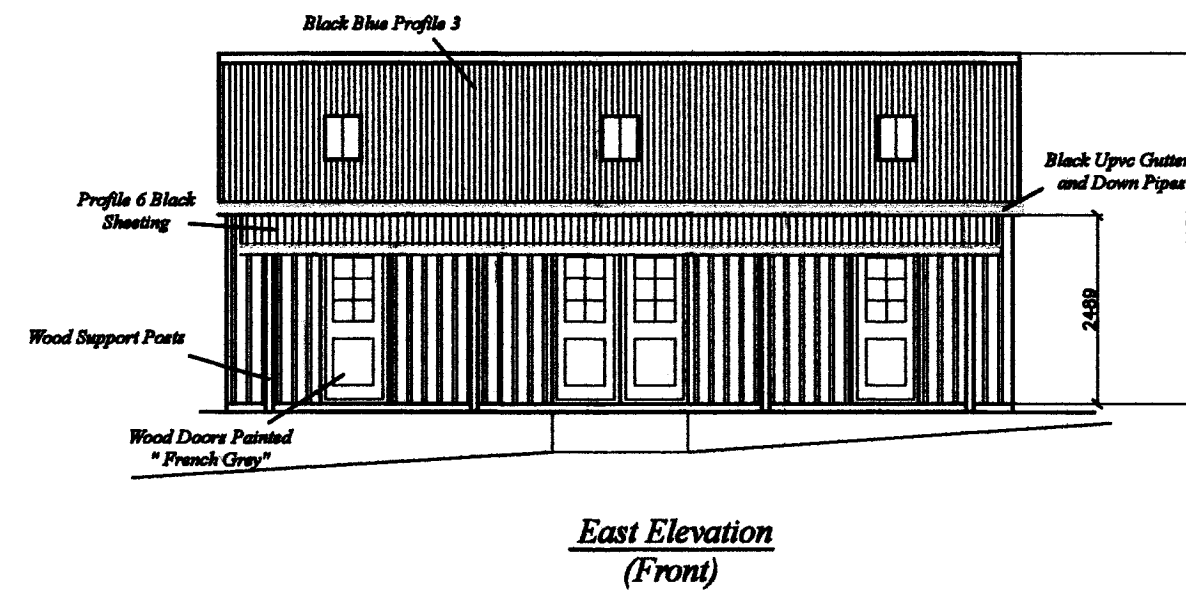 Black Blue Profile 3
Black Upvc Gutter
and Down Pipes
Profile 6 Black
Sheeting
2489
Wood Support Posts
Wood Doors Painted
" French Grey"
East Elevation
(Front)